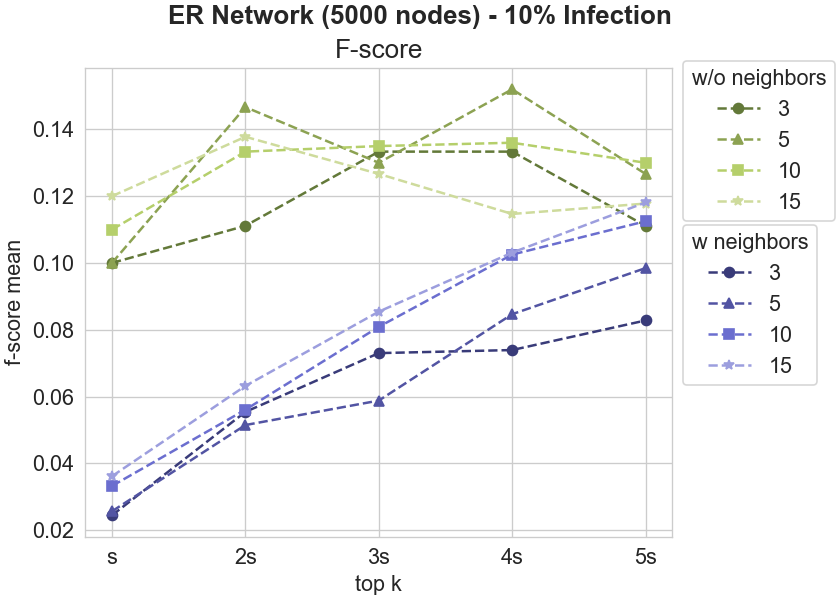 ER Network (5000 nodes) - 10% Infection
F-score
f-score mean
0.14
0.12
0.10
0.08
0.06
0.04
0.02
s 2s 3s 4s 5s
top k
w/o neighbors
3
5
10
15
w neighbors
3
5
10
15